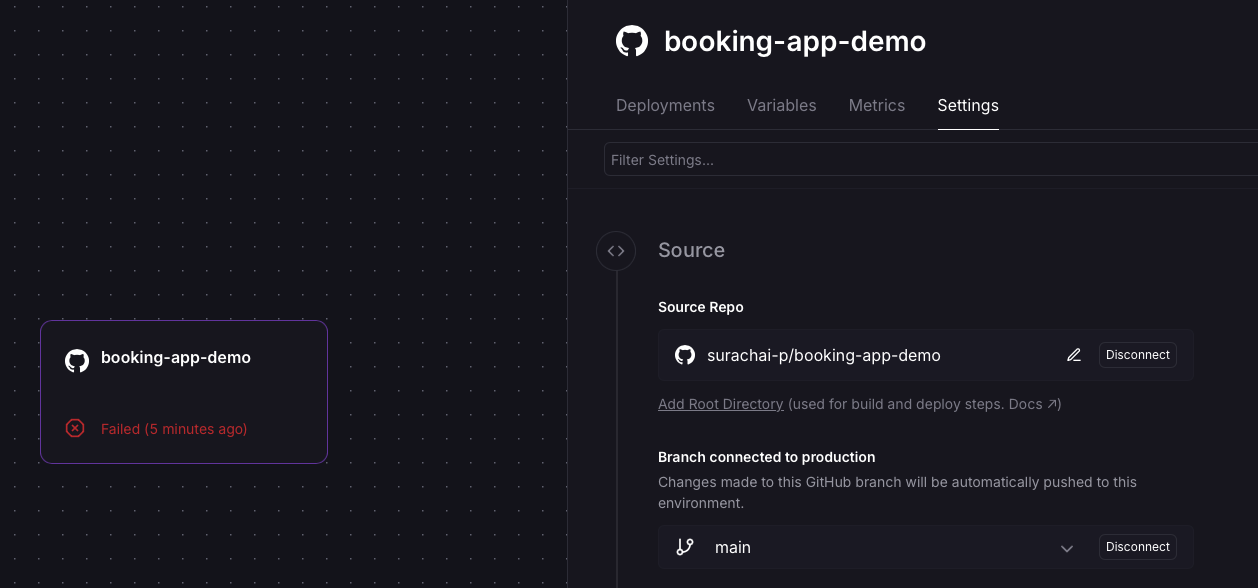 booking-app-demo
Deployments Variables Metrics Settings
Filter Settings...
Source
Source Repo
surachai-p/booking-app-demo Disconnect
Add Root Directory (used for build and deploy steps. Docs ↗)
Branch connected to production
Changes made to this GitHub branch will be automatically pushed to this
environment.
main Disconnect
booking-app-demo
Failed (5 minutes ago)